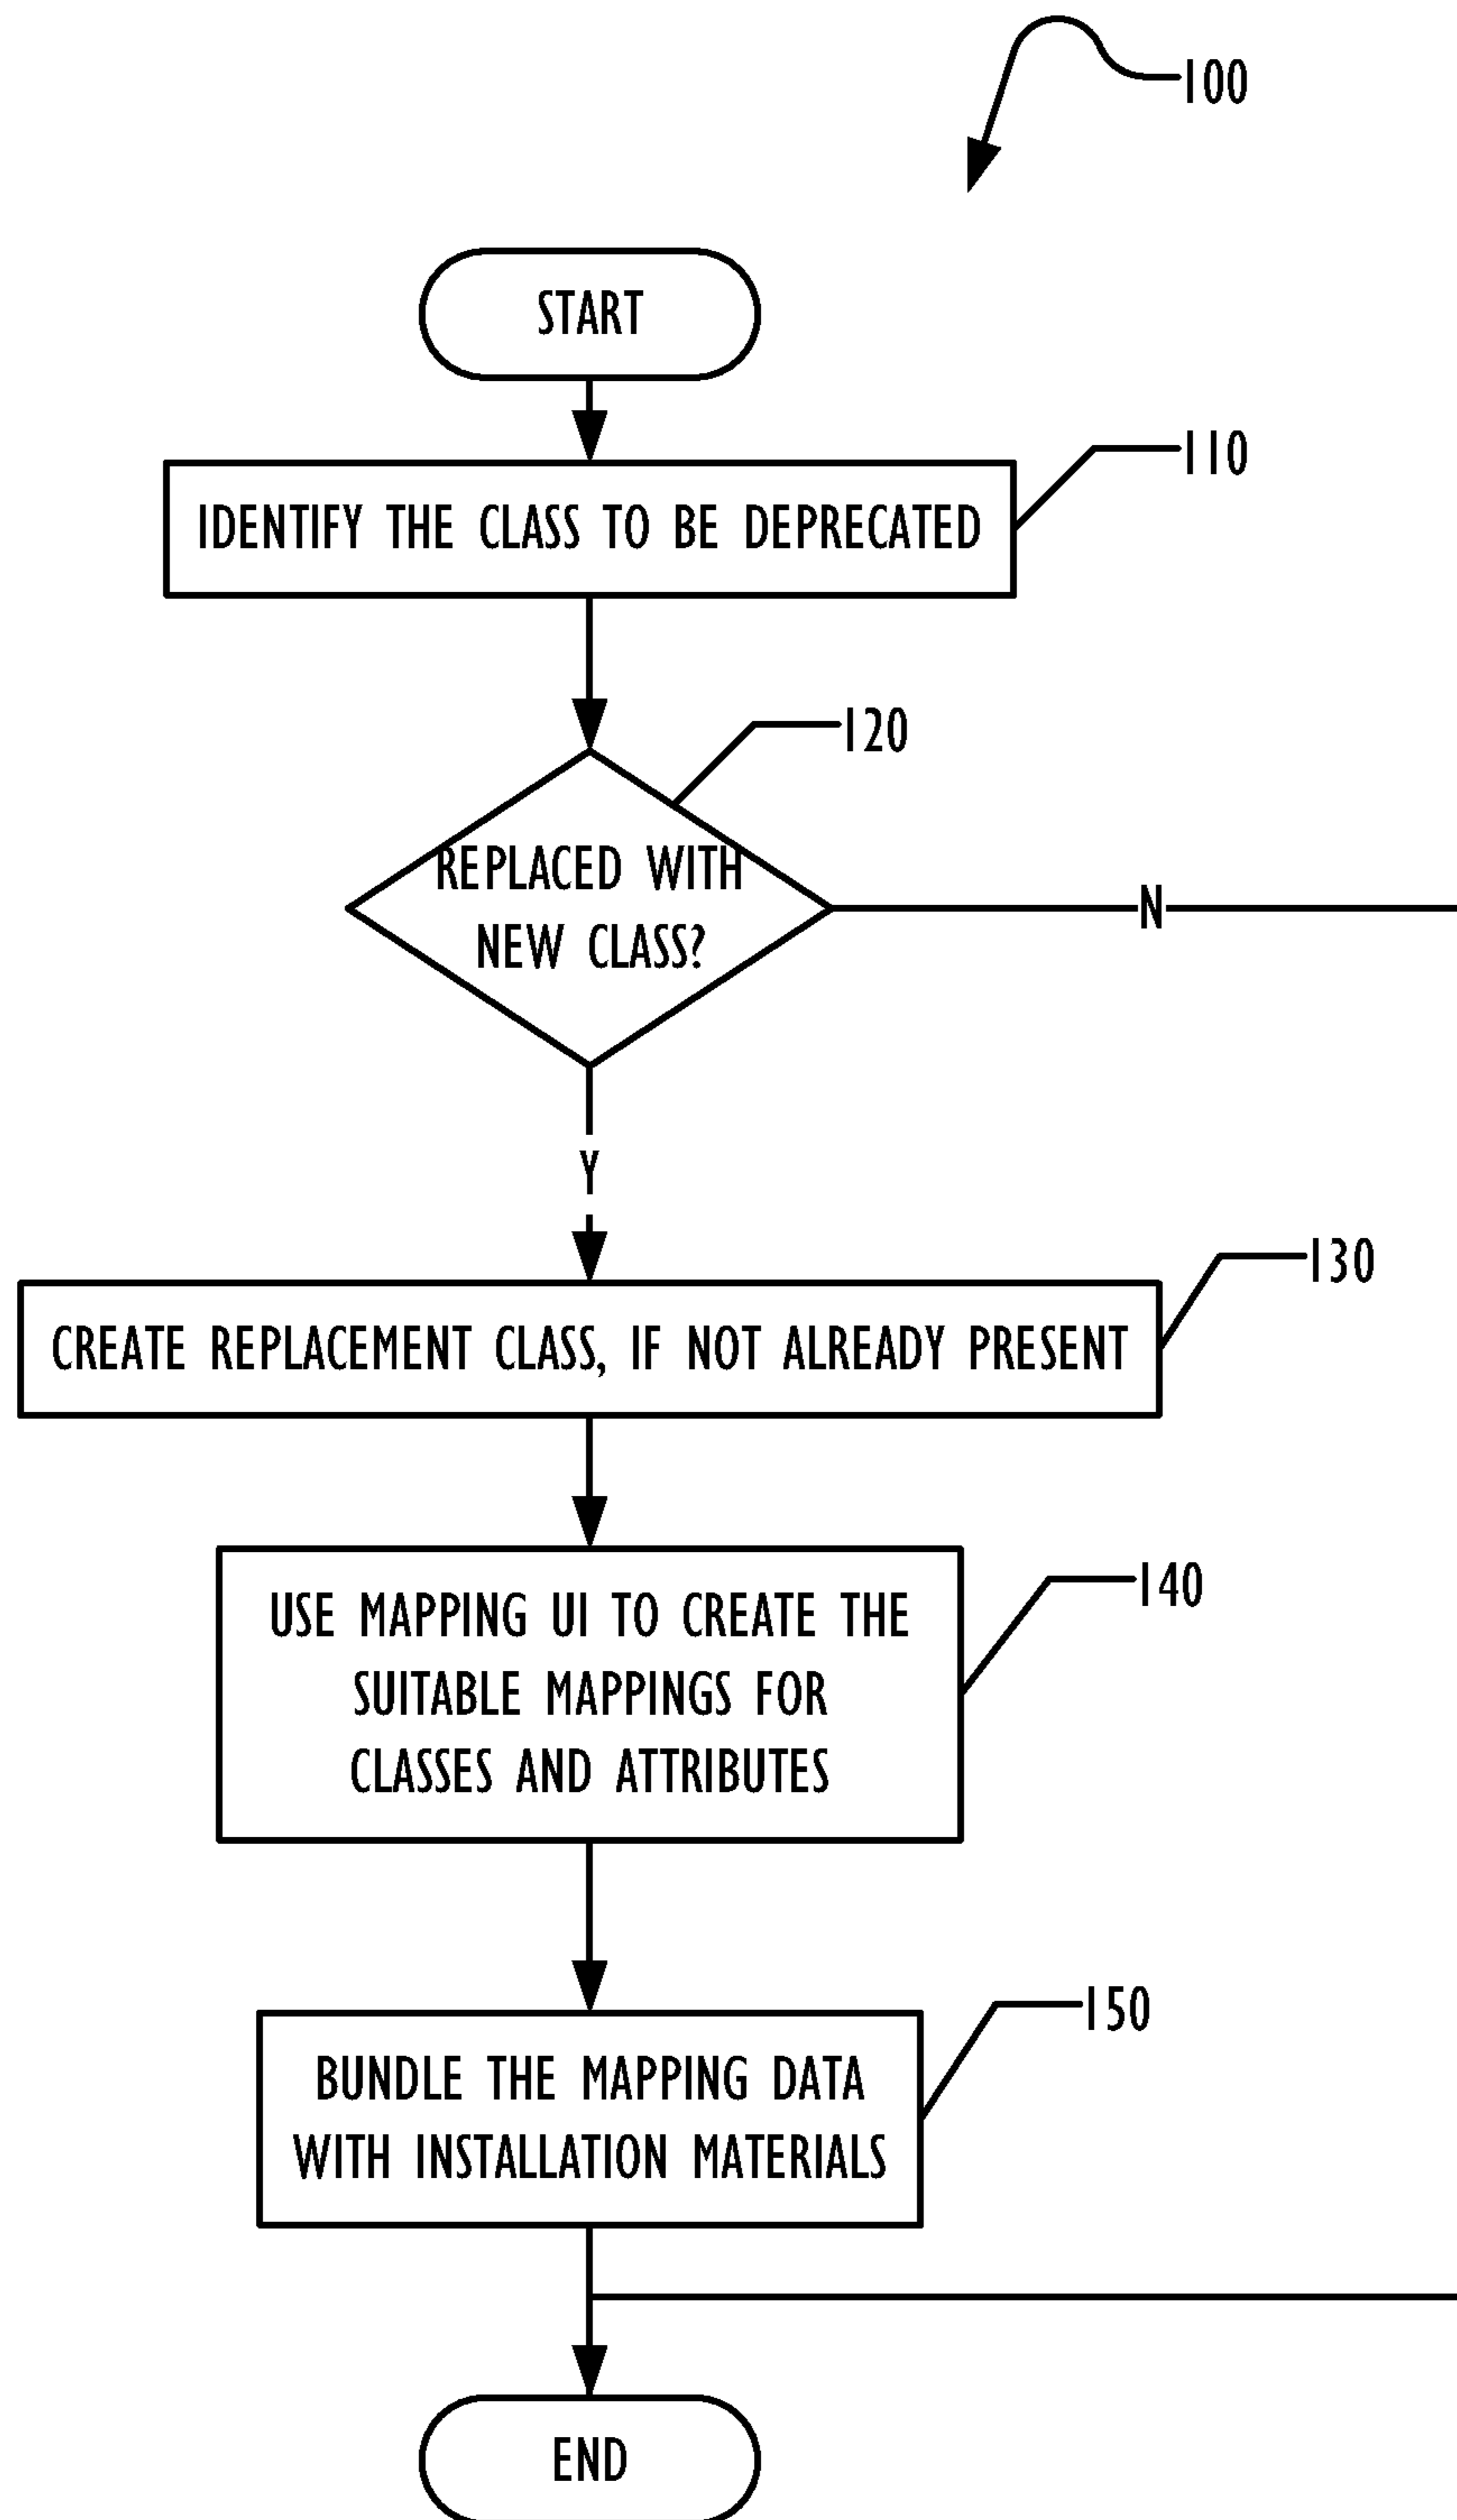 100
START
110
IDENTIFY THE CLASS TO BE DEPRECATED
120
REPLACED WITH
NEW CLASS?
N
Y
130
CREATE REPLACEMENT CLASS, IF NOT ALREADY PRESENT
140
USE MAPPING UI TO CREATE THE
SUITABLE MAPPINGS FOR
CLASSES AND ATTRIBUTES
150
BUNDLE THE MAPPING DATA
WITH INSTALLATION MATERIALS
END